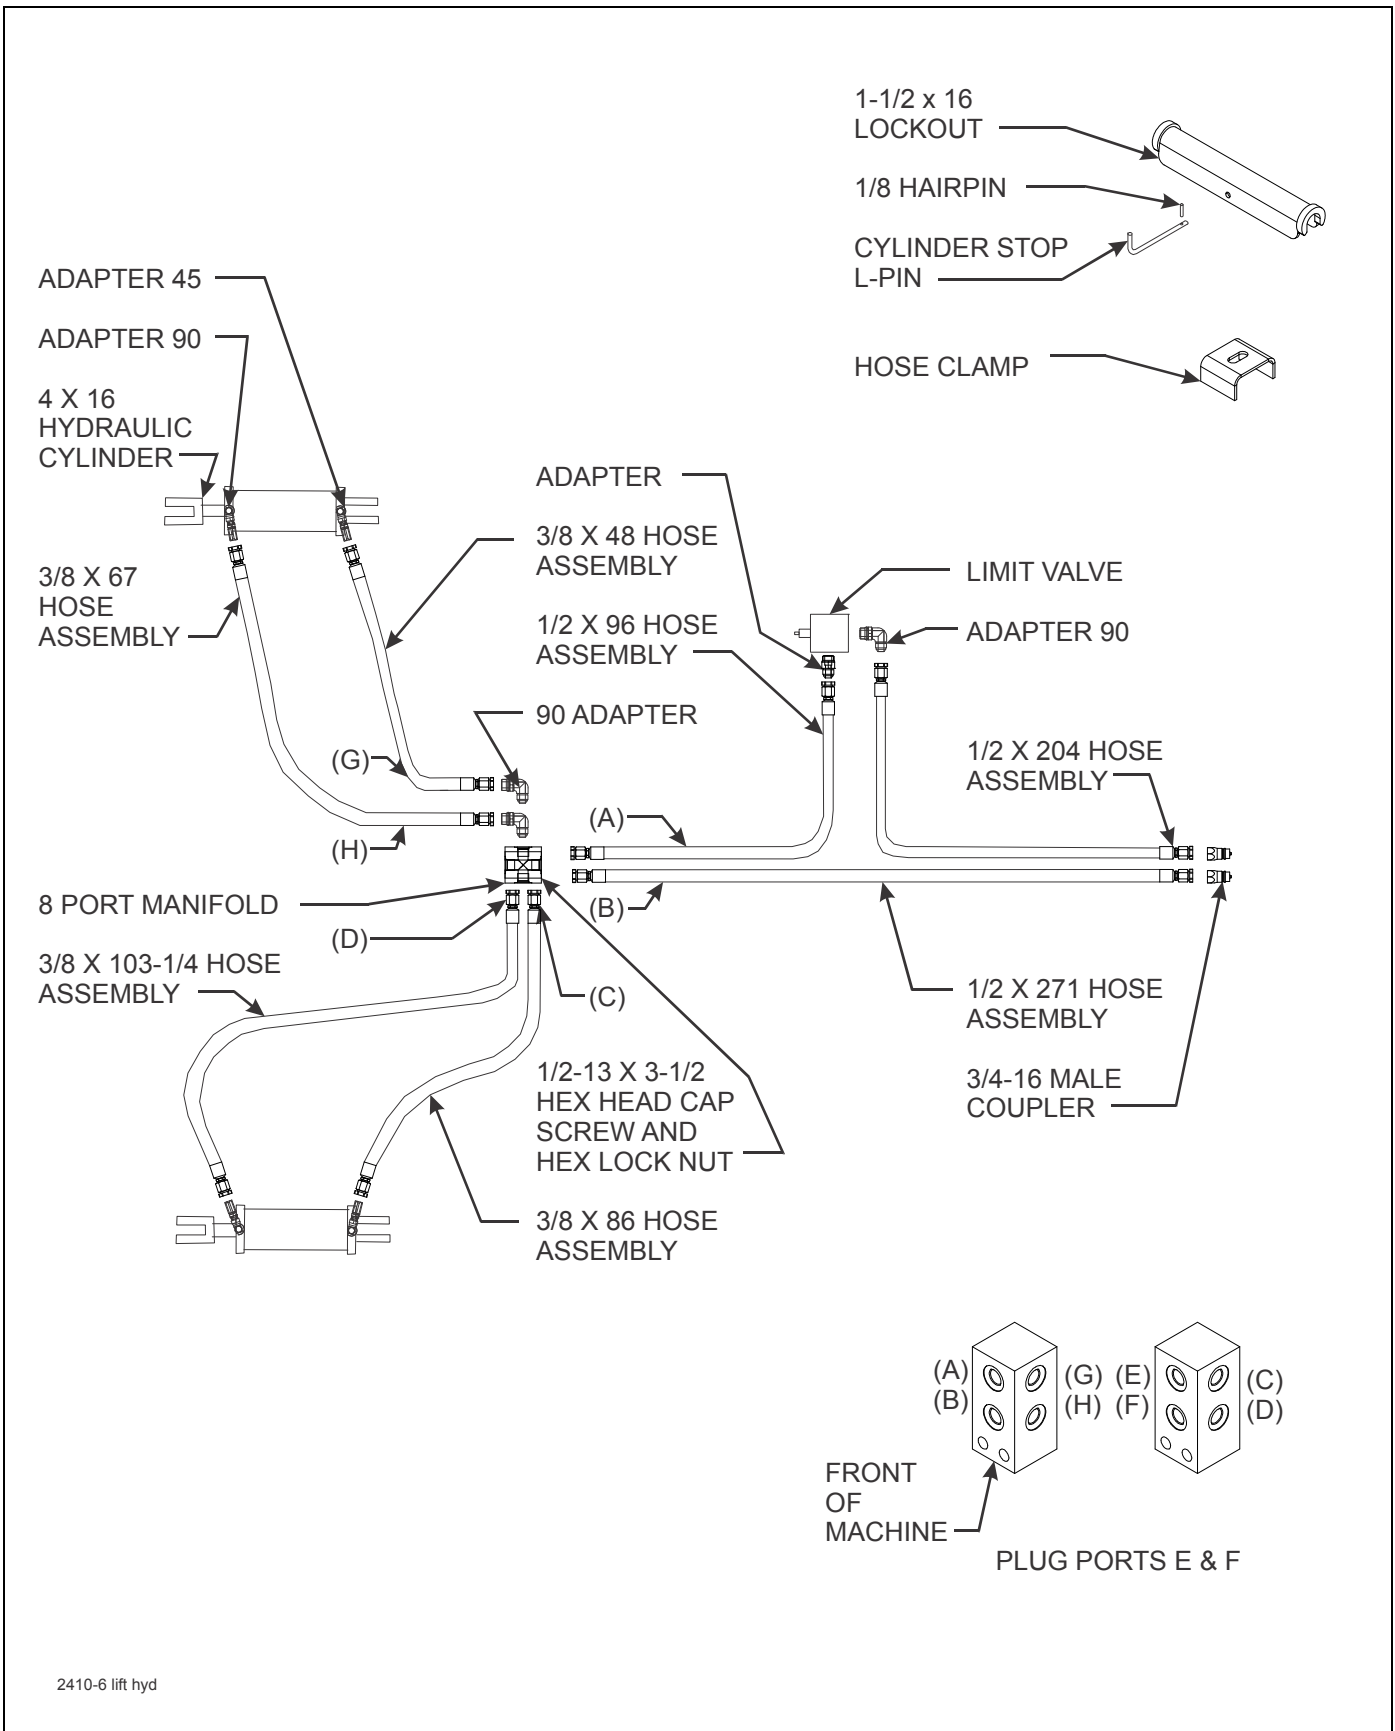 1-1/2 x 16
LOCKOUT
1/8 HAIRPIN
CYLINDER STOP
L-PIN
HOSE CLAMP
ADAPTER 45
ADAPTER 90
4 X 16
HYDRAULIC
CYLINDER
3/8 X 67
HOSE
ASSEMBLY
ADAPTER
3/8 X 48 HOSE
ASSEMBLY
1/2 X 96 HOSE
ASSEMBLY
90 ADAPTER
LIMIT VALVE
ADAPTER 90
1/2 X 204 HOSE
ASSEMBLY
(G)
(H)
(A)
(B)
8 PORT MANIFOLD
(D)
(C)
3/8 X 103-1/4 HOSE
ASSEMBLY
1/2 X 271 HOSE
ASSEMBLY
3/4-16 MALE
COUPLER
1/2-13 X 3-1/2
HEX HEAD CAP
SCREW AND
HEX LOCK NUT
3/8 X 86 HOSE
ASSEMBLY
(A) (G) (E) (C)
(B) (H) (F) (D)
FRONT
OF
MACHINE
PLUG PORTS E & F
2410-6 lift hyd